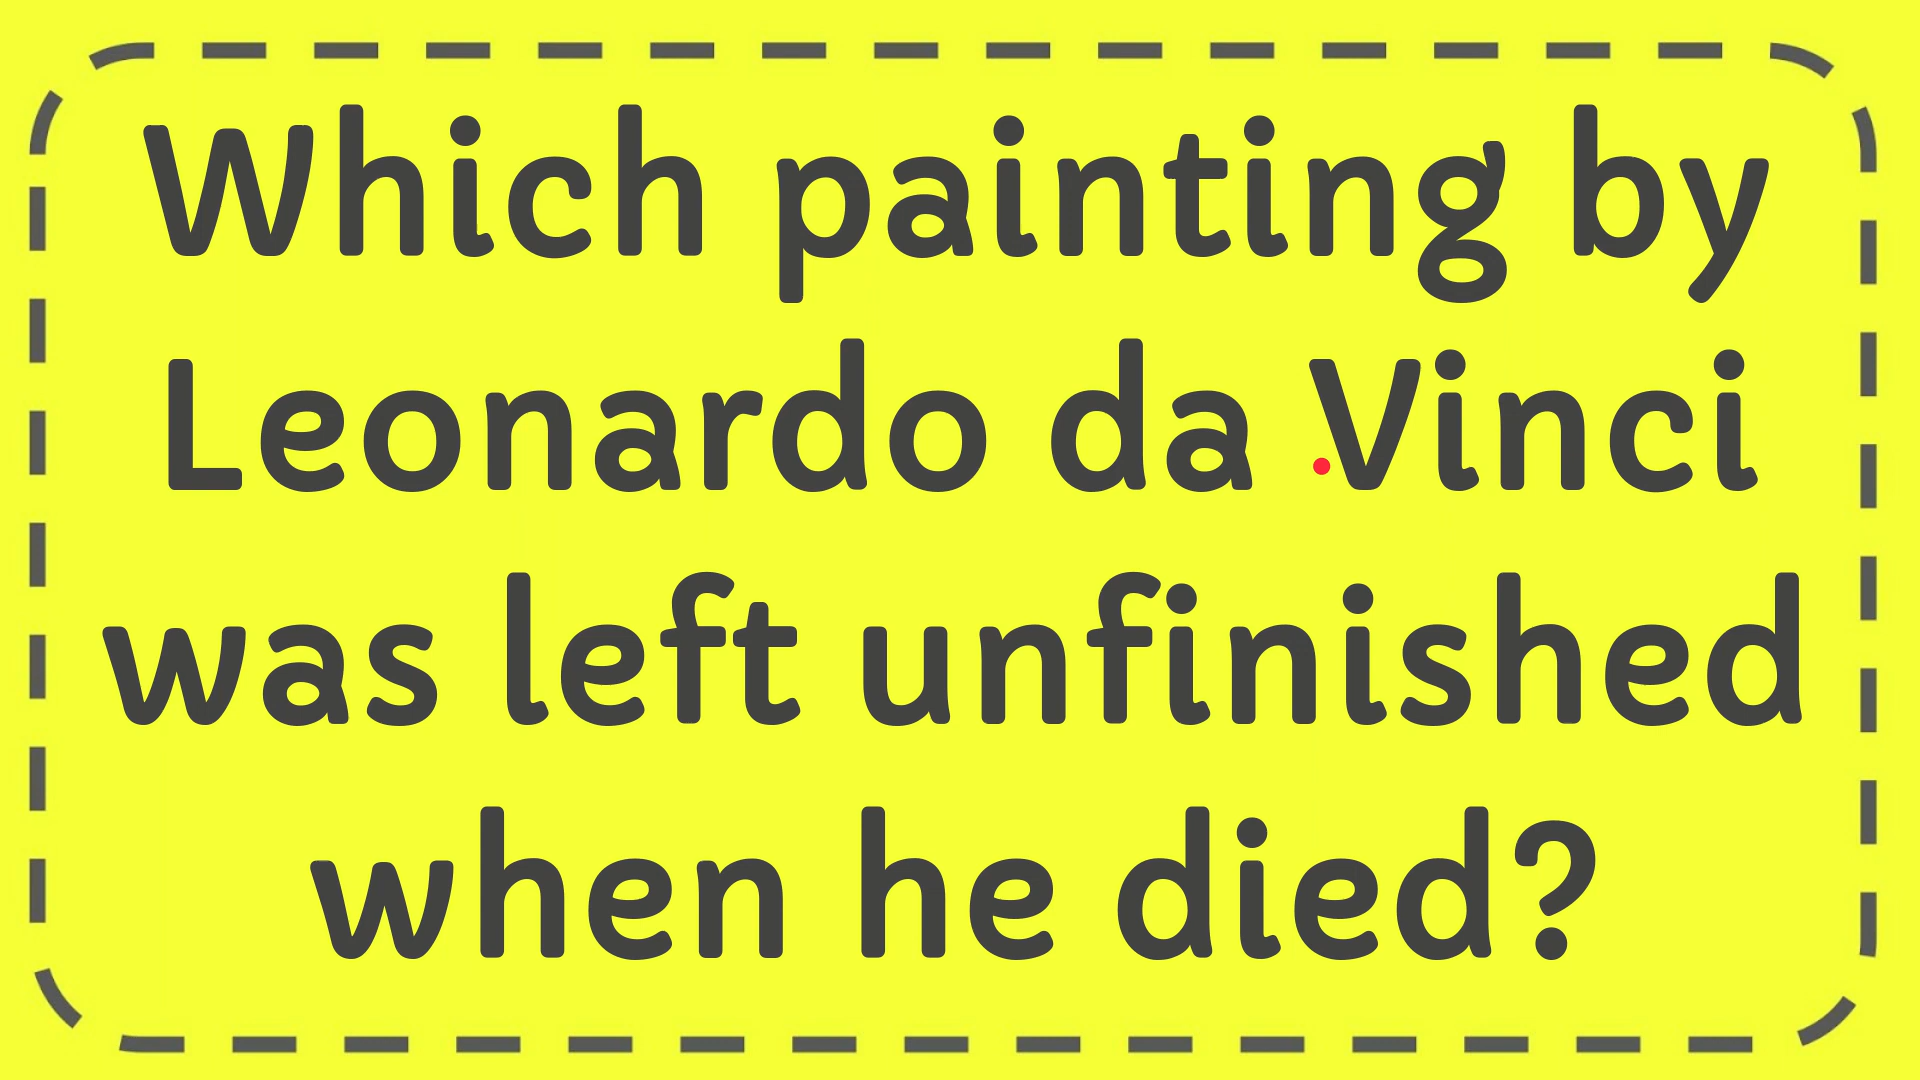 Which painting by
Leonardo da Vinci
was left unfinished
when he died?